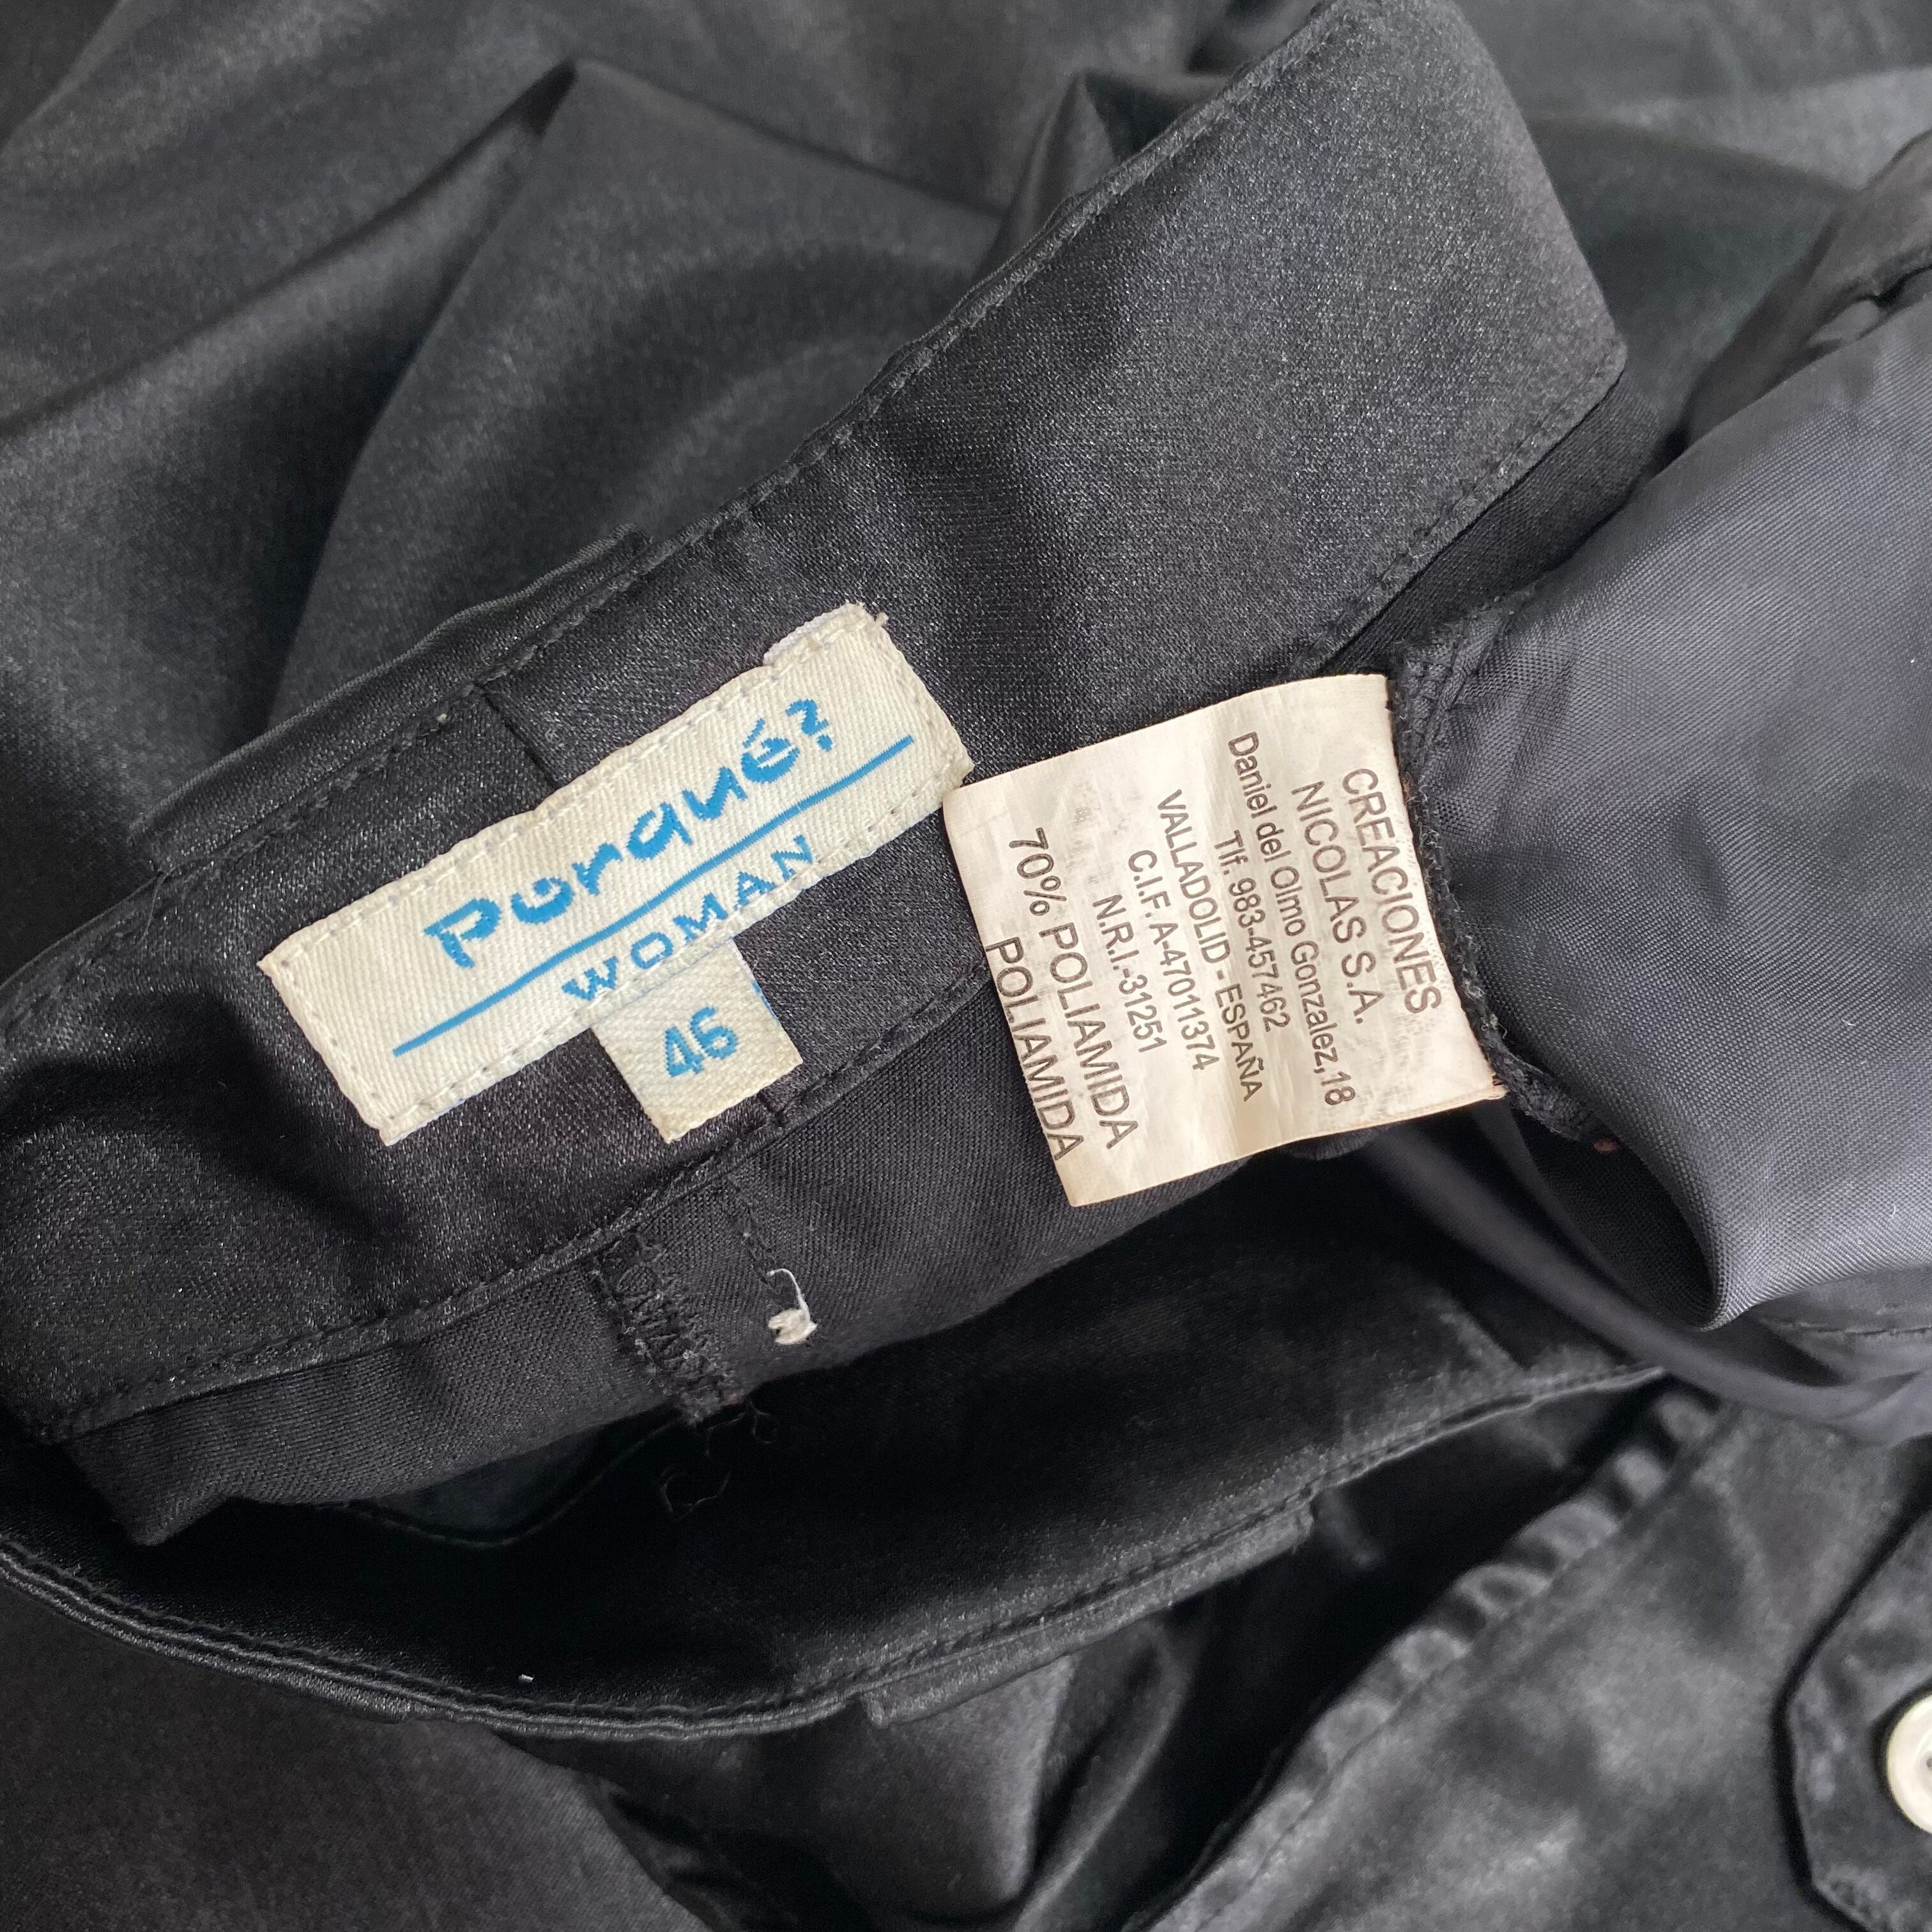 Porqué?
WOMAN
46
CREACIONES
NICOLAS S.A.
Daniel del Olmo Gonzalez,18
Tlf. 983-457462
VALLADOLID - ESPAÑA
C.I.F. A-47011374
N.R.I.-31251
70% POLIAMIDA
POLIAMIDA